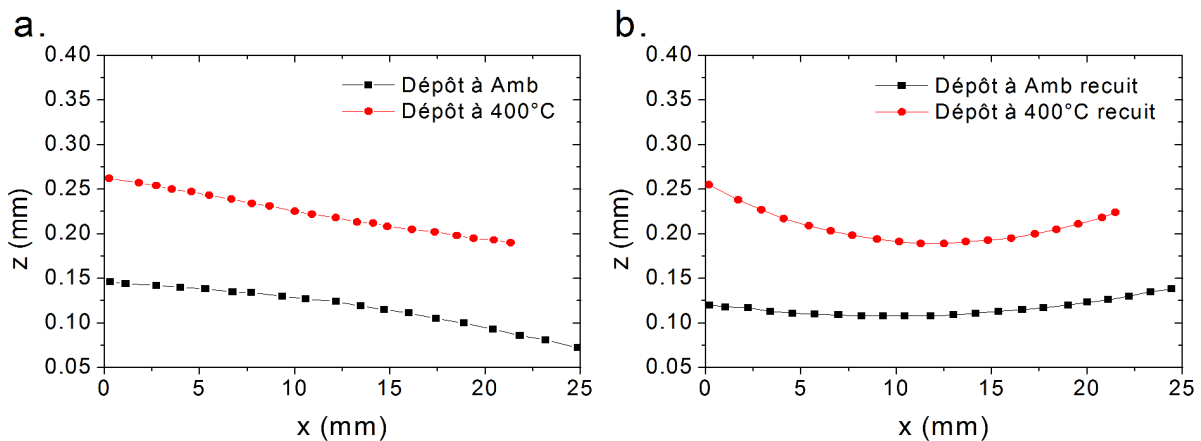 a.
0.40
0.35
0.30
0.25
0.20
0.15
0.10
0.05
z (mm)
Dépôt à Amb
Dépôt à 400°C
0 5 10 15 20 25
x (mm)
b.
0.40
0.35
0.30
0.25
0.20
0.15
0.10
0.05
z (mm)
Dépôt à Amb recuit
Dépôt à 400°C recuit
0 5 10 15 20 25
x (mm)